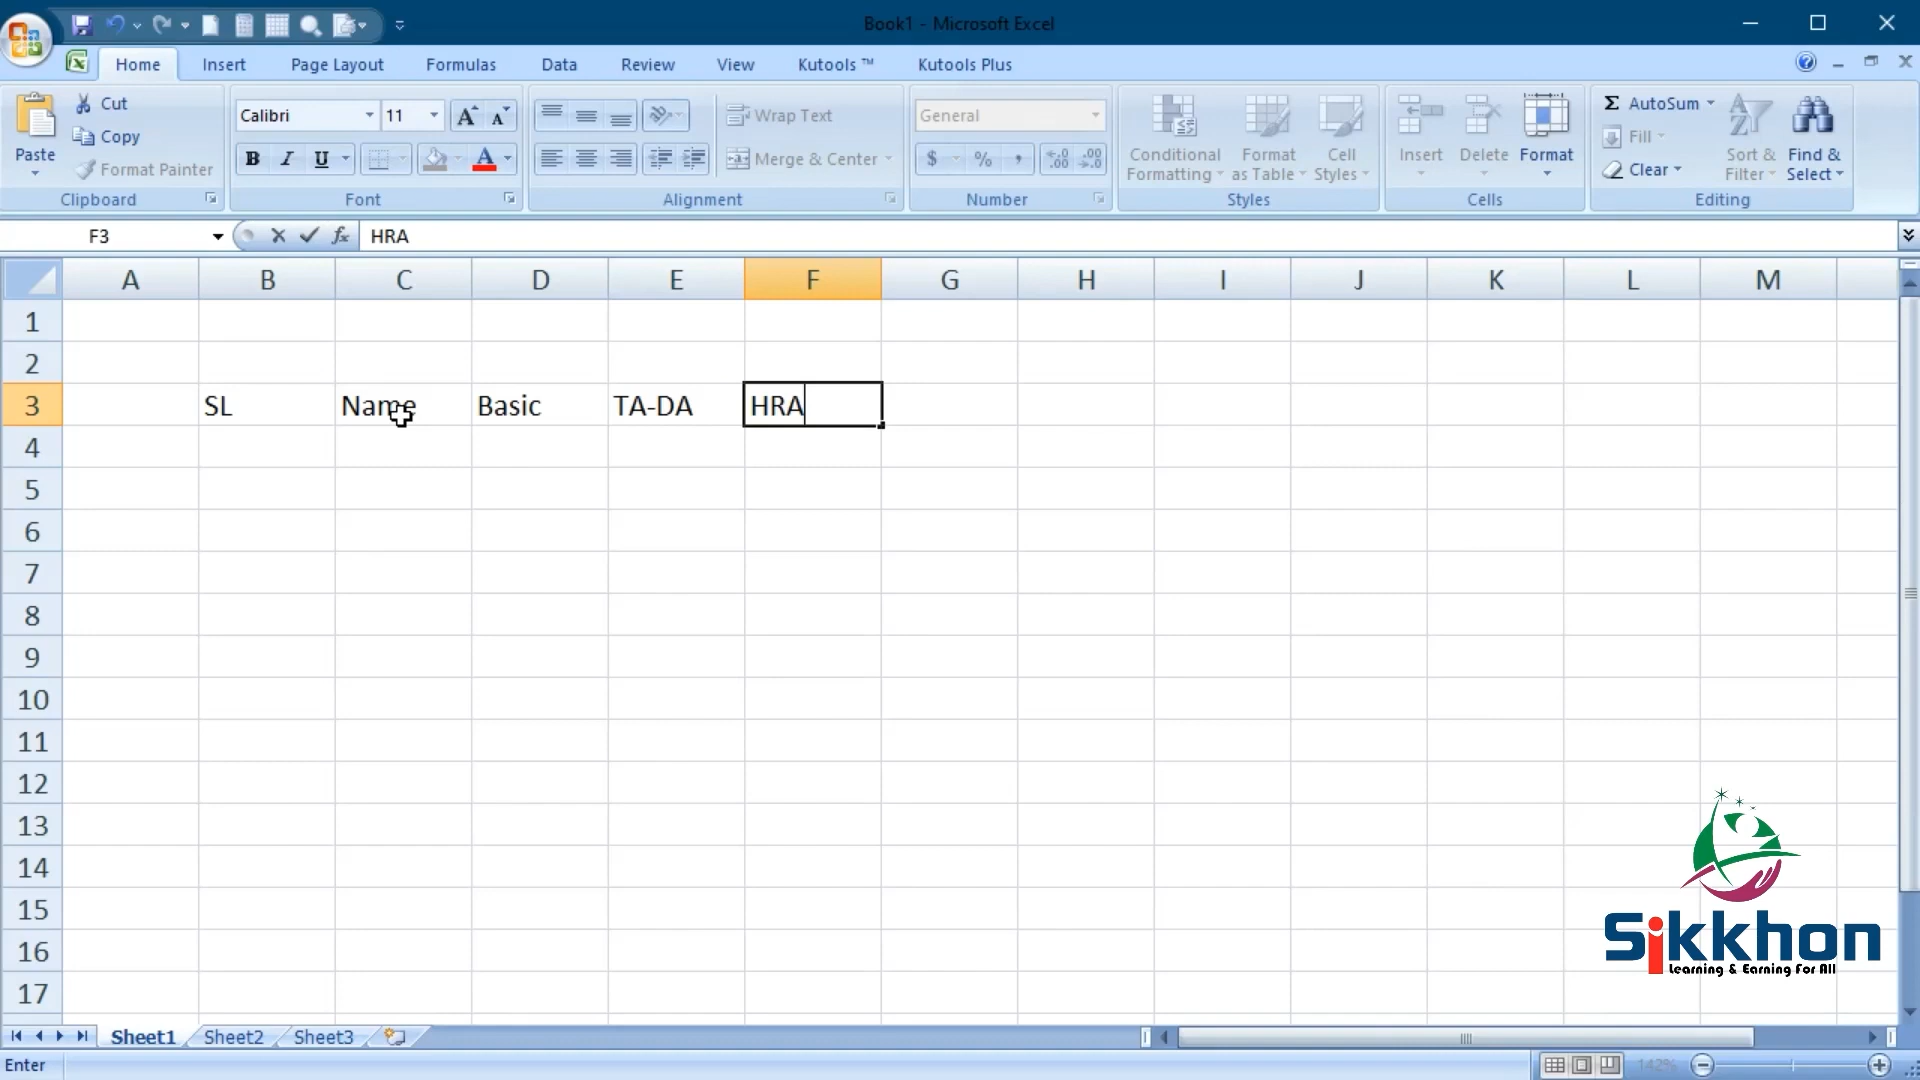 Book1 - Microsoft Excel
Home Insert Page Layout Formulas Data Review View Kutools ™ Kutools Plus
Paste
Cut
Copy
Format Painter
Clipboard
Calibri 11
B I U A
Font
Wrap Text
Merge & Center
Alignment
General
$ % ,
Number
Conditional Formatting
Format as Table
Cell Styles
Styles
Insert Delete Format
Cells
Σ AutoSum
Fill
Clear
Sort & Filter
Find & Select
Editing
F3 fx HRA
A B C D E F G H I J K L M
1
2
3 SL Name Basic TA-DA HRA
4
5
6
7
8
9
10
11
12
13
14
15
16
17
Sikkhon
Learning & Earning For All
Sheet1 Sheet2 Sheet3
Enter 142%